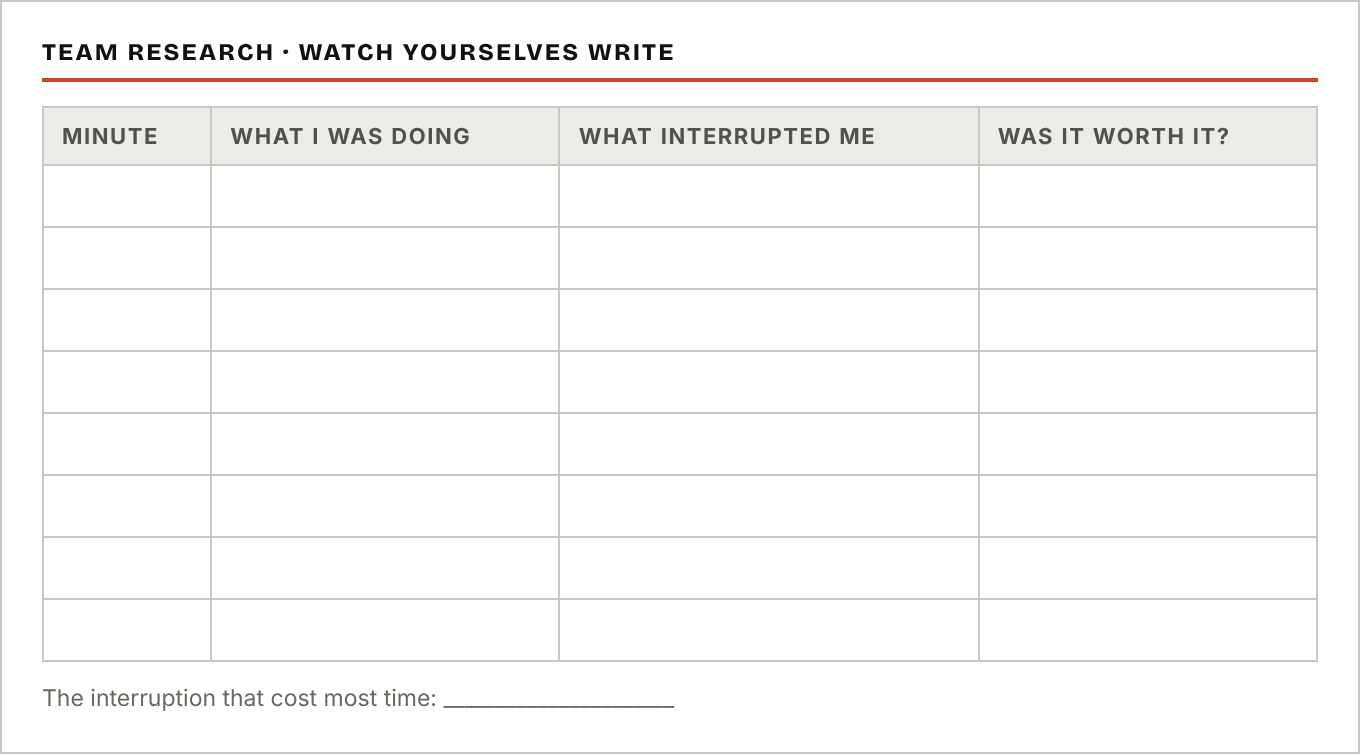 TEAM RESEARCH · WATCH YOURSELVES WRITE
MINUTE WHAT I WAS DOING WHAT INTERRUPTED ME WAS IT WORTH IT?
The interruption that cost most time: ______________________